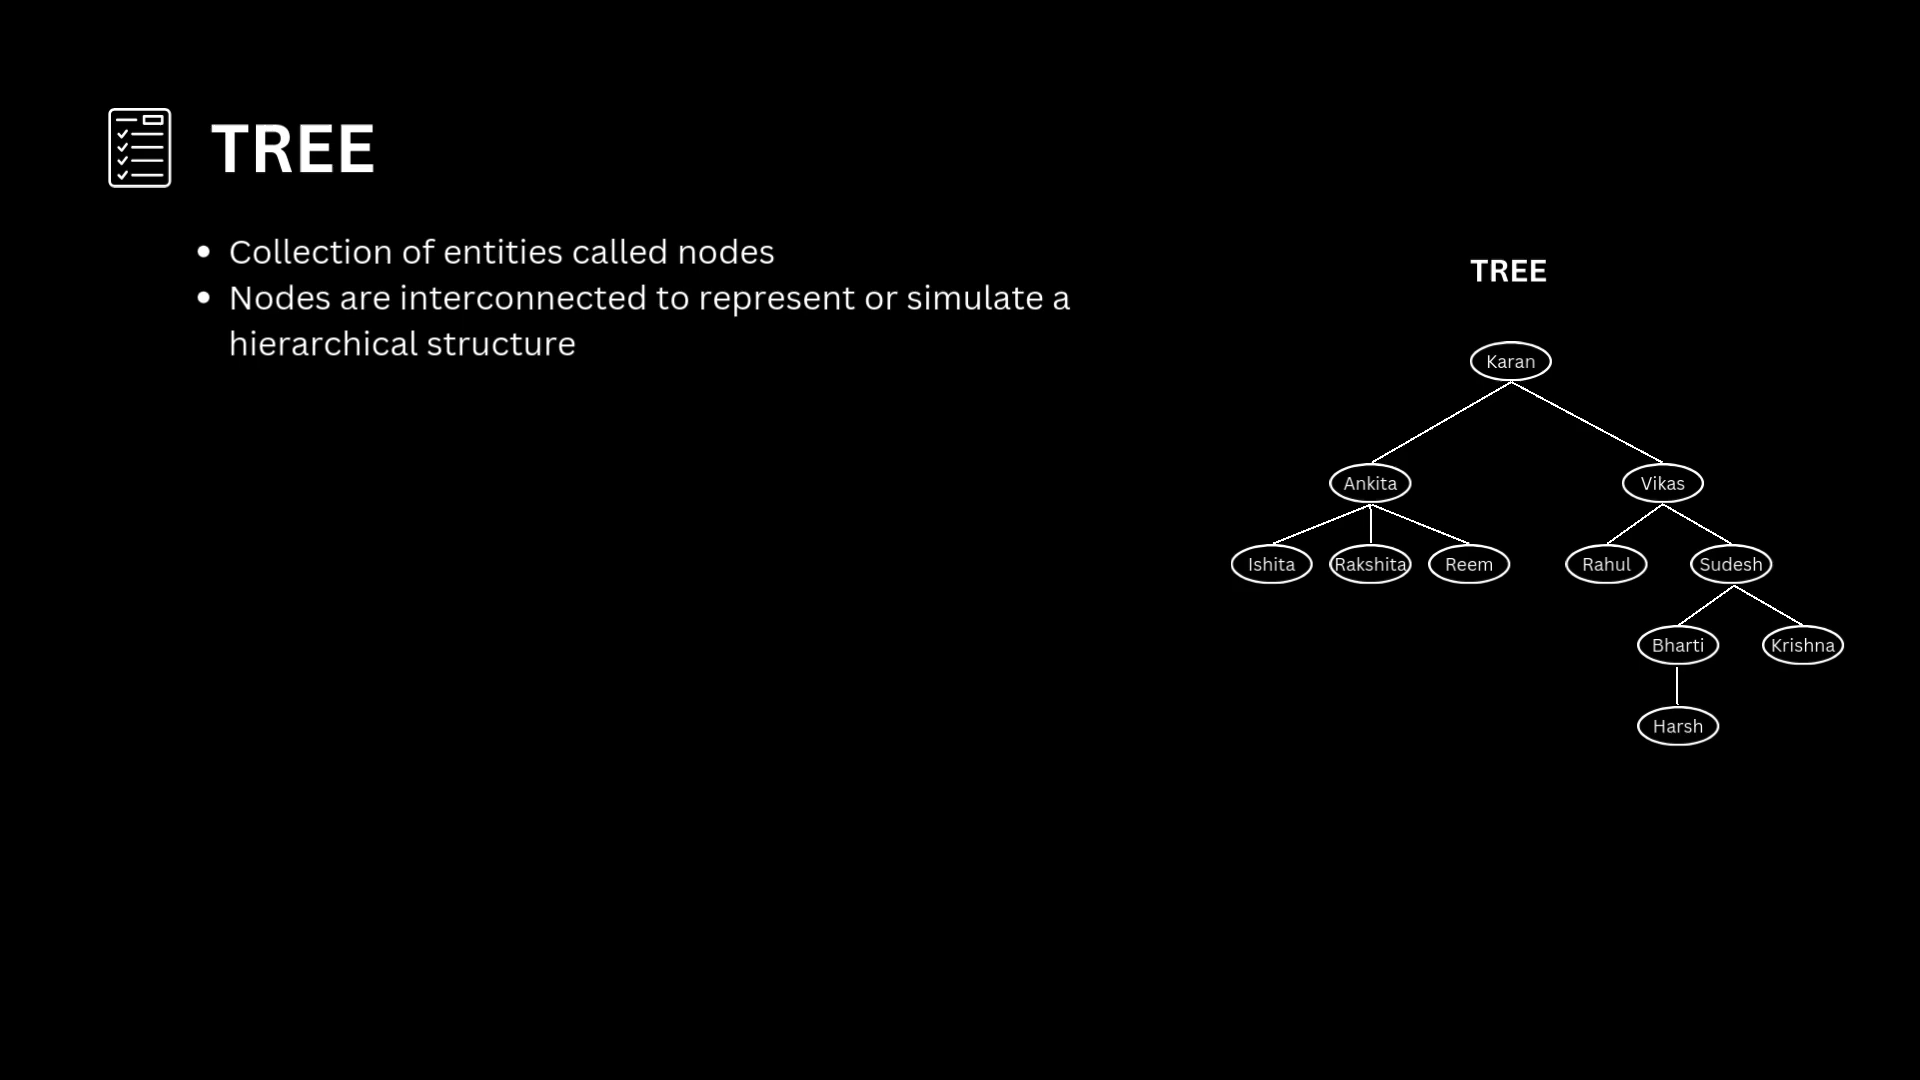 TREE
• Collection of entities called nodes
• Nodes are interconnected to represent or simulate a
hierarchical structure
TREE
Karan
Ankita Vikas
Ishita Rakshita Reem Rahul Sudesh
Bharti Krishna
Harsh